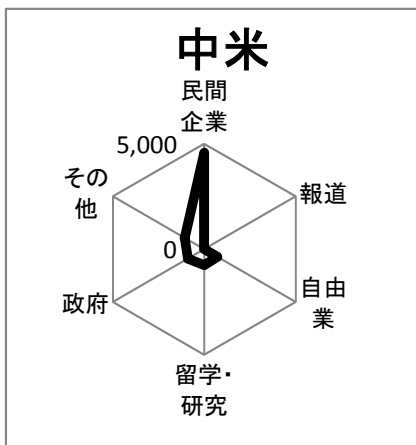 中米
民間
企業
5,000
その
他
報道
0
自由
業
政府
留学・
研究